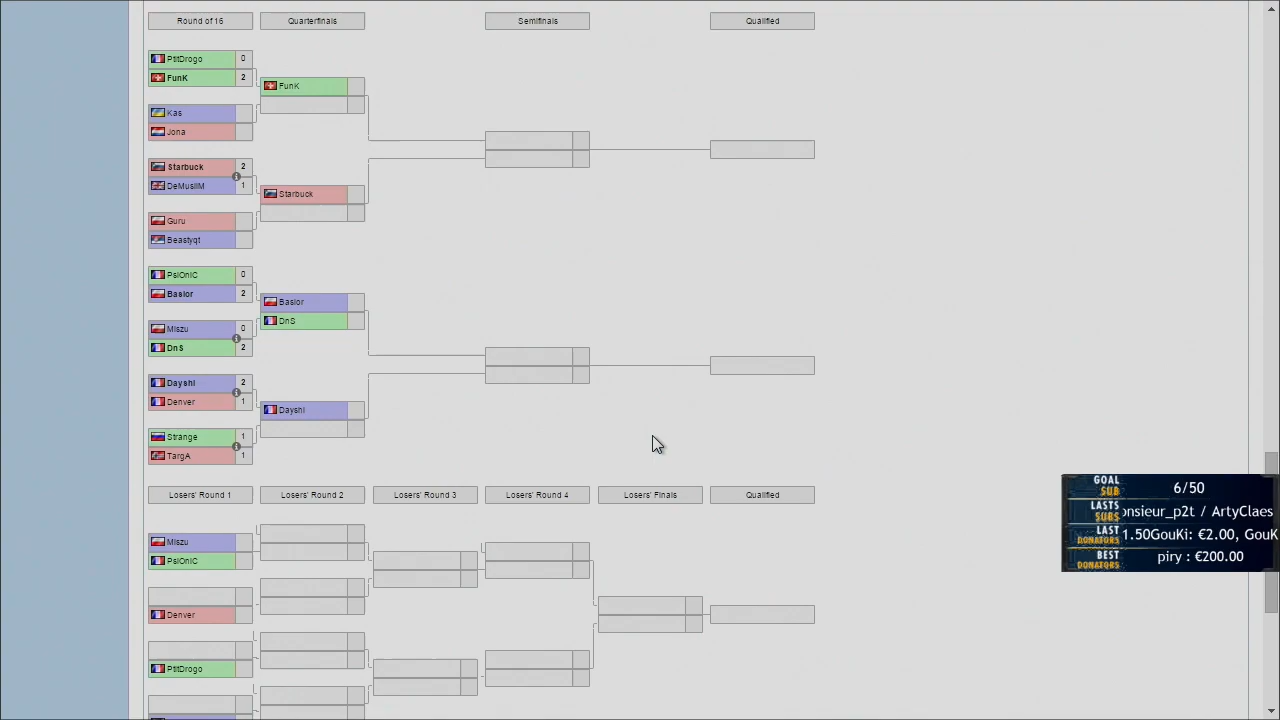 Round of 16
Quarterfinals
Semifinals
Qualified
PtitDrogo 0
FunK 2
FunK
Kas
Jona
Starbuck 2
DeMusliM 1
Starbuck
Guru
Beastyqt
PsiOniC 0
Baslor 2
Baslor
DnS
Miszu 0
DnS 2
Dayshi 2
Denver 1
Dayshi
Strange 1
TargA 1
Losers' Round 1
Losers' Round 2
Losers' Round 3
Losers' Round 4
Losers' Finals
Qualified
Miszu
PsiOniC
Denver
PtitDrogo
GOAL SUB 6/50
LASTS SUBS onsieur_p2t / ArtyClaes
LAST DONATORS 1.50GouKi: €2.00, GouK
BEST DONATORS piry : €200.00